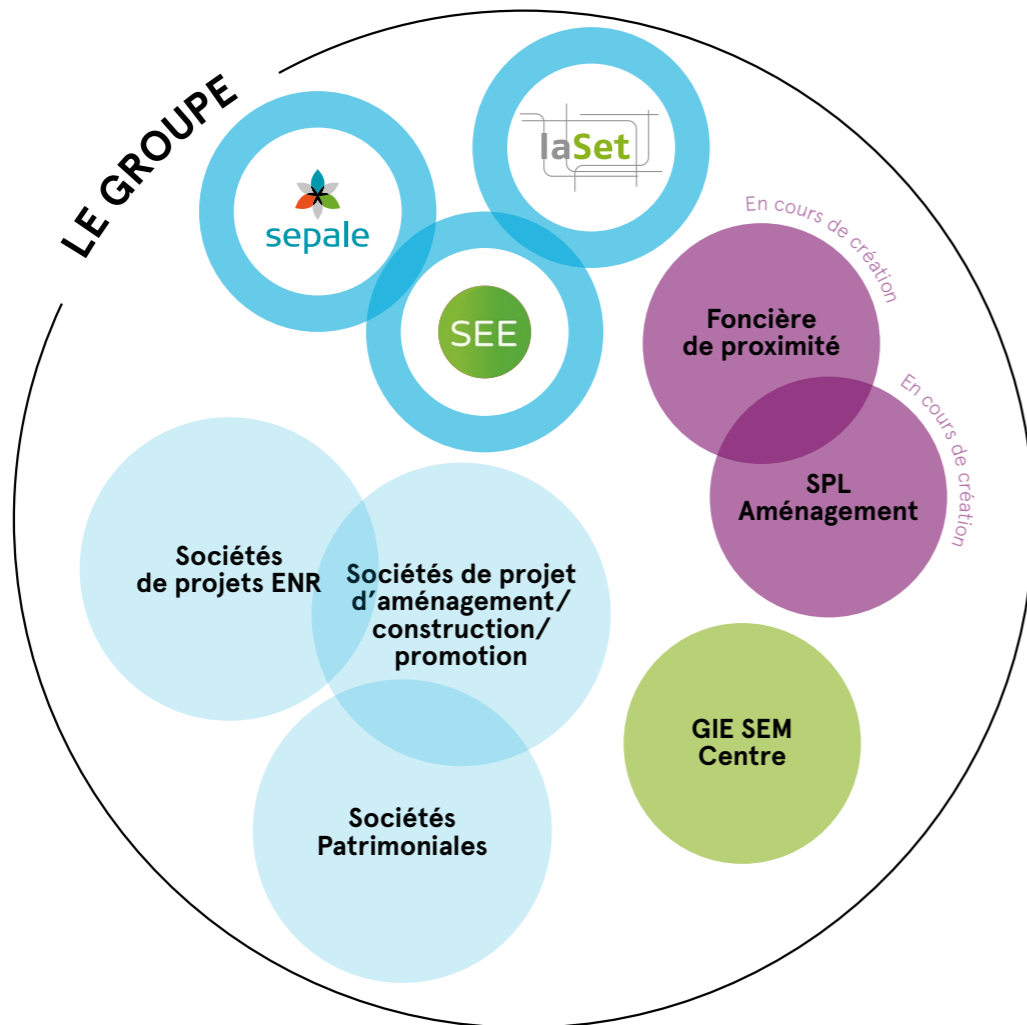 LE GROUPE
sepale
laSet
SEE
En cours de création
Foncière
de proximité
En cours de création
SPL
Aménagement
Sociétés
de projets ENR
Sociétés de projet
d’aménagement/
construction/
promotion
GIE SEM
Centre
Sociétés
Patrimoniales